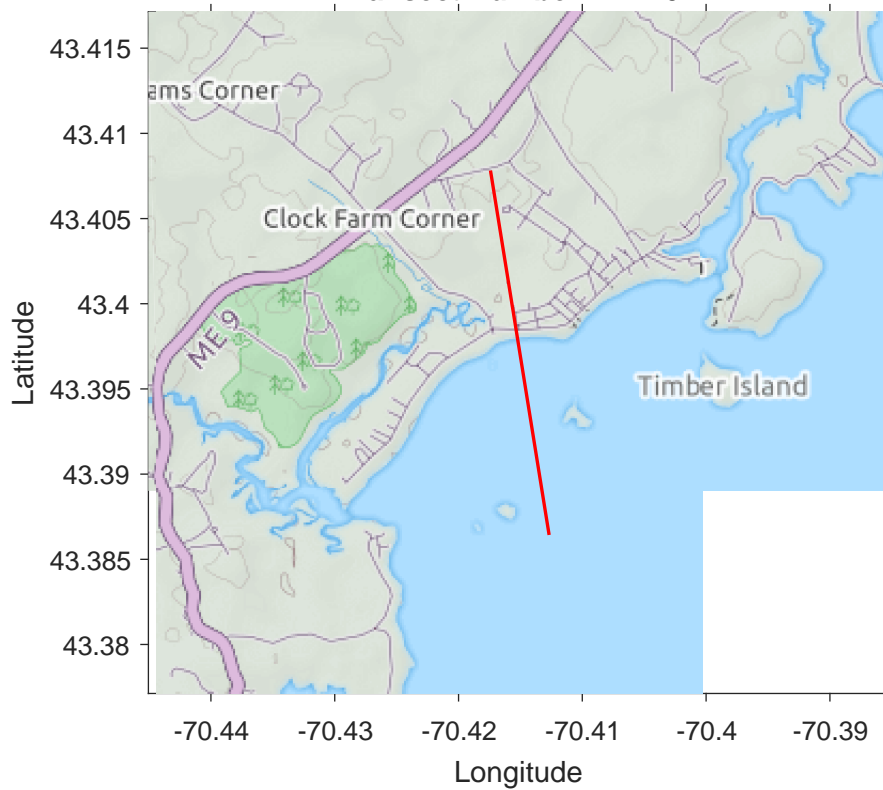 43.415
ams Corner
43.41
43.405
Clock Farm Corner
43.4
ME 9
43.395
Timber Island
43.39
43.385
43.38
Latitude
-70.44 -70.43 -70.42 -70.41 -70.4 -70.39
Longitude